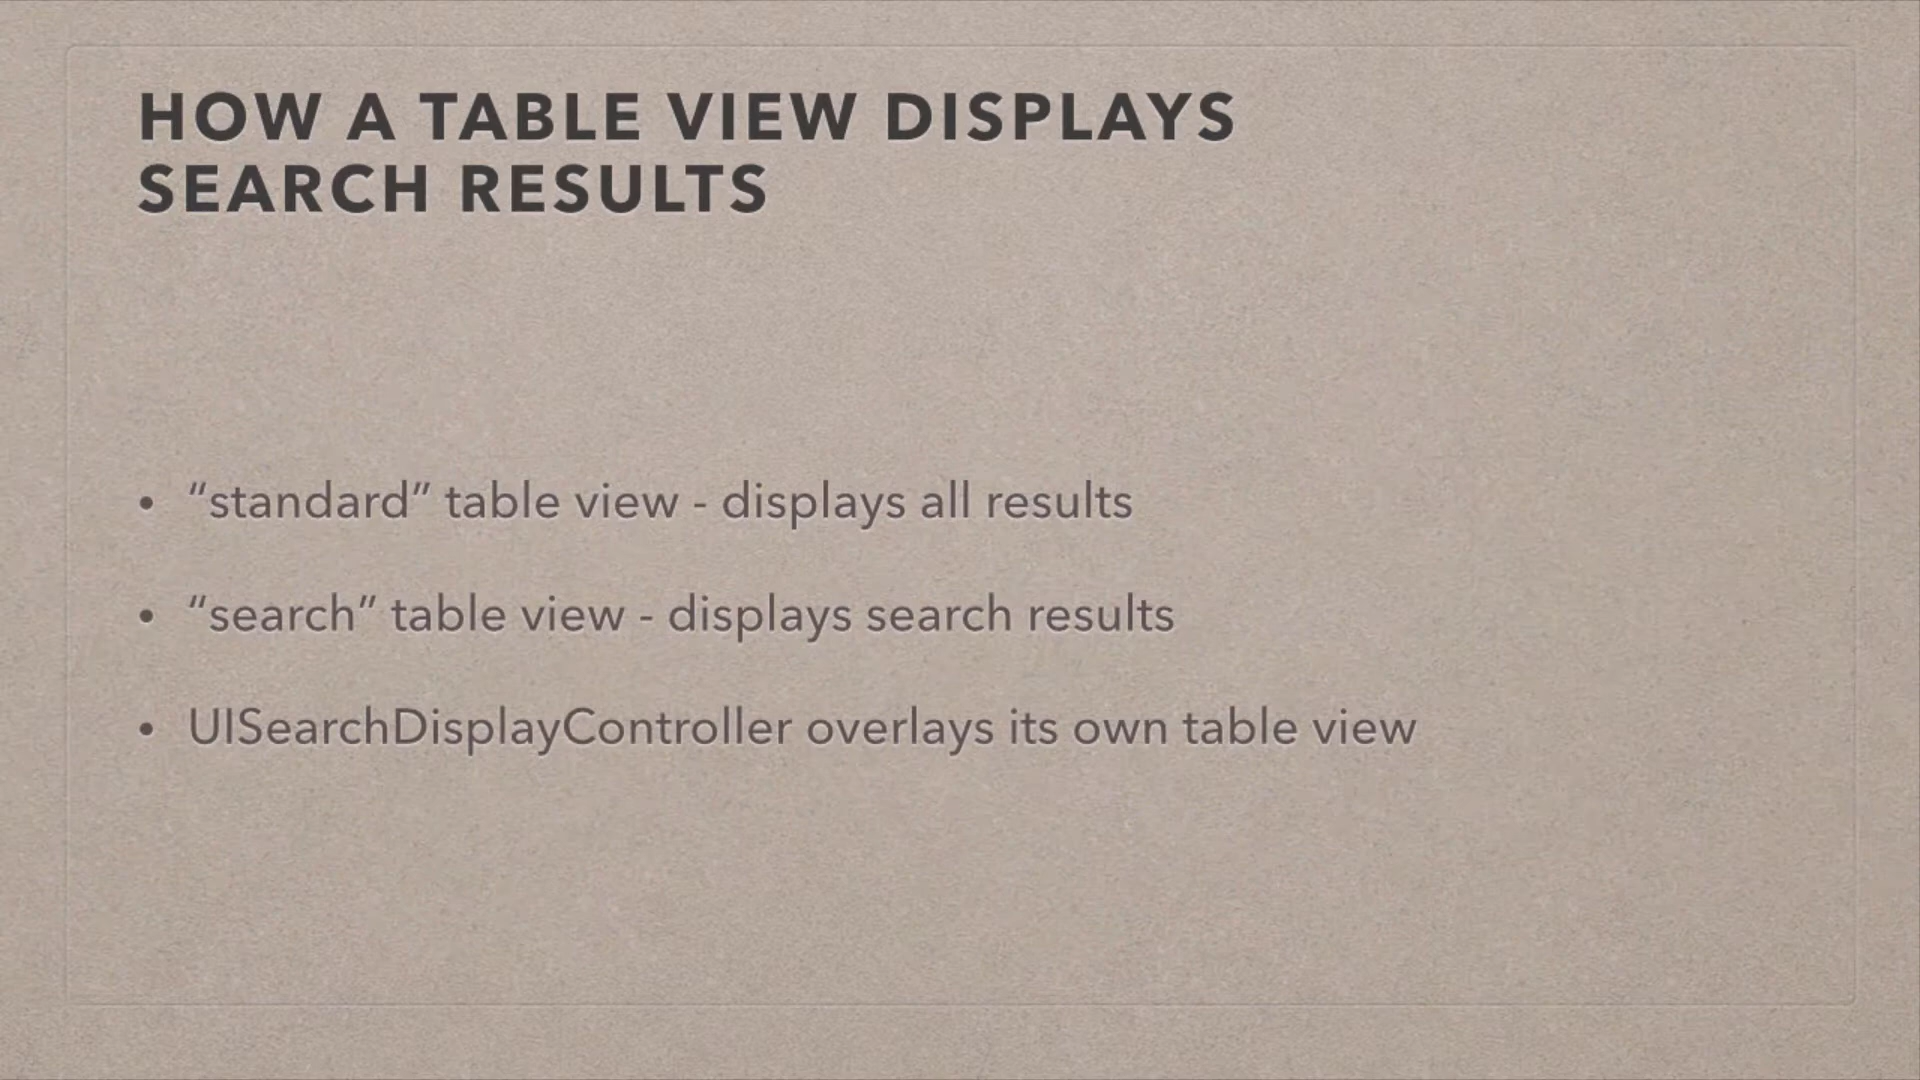 HOW A TABLE VIEW DISPLAYS
SEARCH RESULTS
• “standard” table view - displays all results
• “search” table view - displays search results
• UISearchDisplayController overlays its own table view